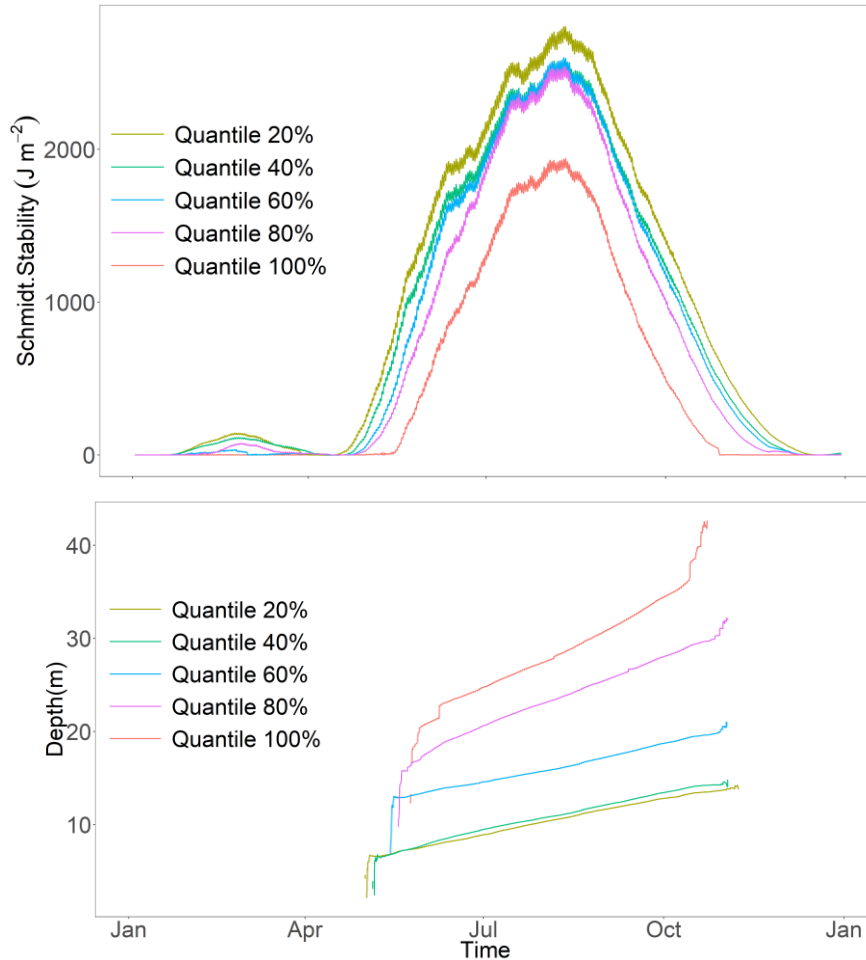 Schmidt.Stability (J m⁻²)
2000
1000
0
Quantile 20%
Quantile 40%
Quantile 60%
Quantile 80%
Quantile 100%
Depth(m)
40
30
20
10
Quantile 20%
Quantile 40%
Quantile 60%
Quantile 80%
Quantile 100%
Jan Apr Jul Oct Jan
Time